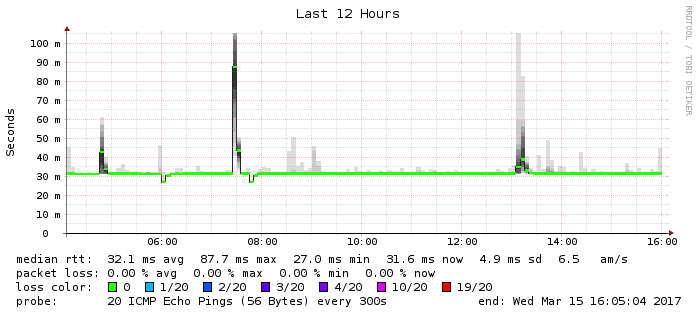 Last 12 Hours
RRDTOOL / TOBI OETIKER
Seconds
100 m
90 m
80 m
70 m
60 m
50 m
40 m
30 m
20 m
10 m
0
06:00 08:00 10:00 12:00 14:00 16:00
median rtt: 32.1 ms avg 87.7 ms max 27.0 ms min 31.6 ms now 4.9 ms sd 6.5 am/s
packet loss: 0.00 % avg 0.00 % max 0.00 % min 0.00 % now
loss color: 0 1/20 2/20 3/20 4/20 10/20 19/20
probe: 20 ICMP Echo Pings (56 Bytes) every 300s end: Wed Mar 15 16:05:04 2017